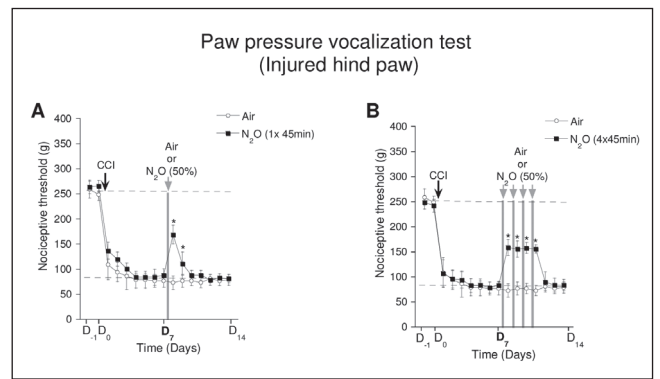 Paw pressure vocalization test
(Injured hind paw)
A
Air
N2O (1x 45min)
Nociceptive threshold (g)
400
350
300
250
200
150
100
50
0
CCI
Air
or
N2O (50%)
*
*
D-1
D0
D7
D14
Time (Days)
B
Air
N2O (4x45min)
Nociceptive threshold (g)
400
350
300
250
200
150
100
50
0
CCI
Air
or
N2O (50%)
* * * *
D-1
D0
D7
D14
Time (Days)